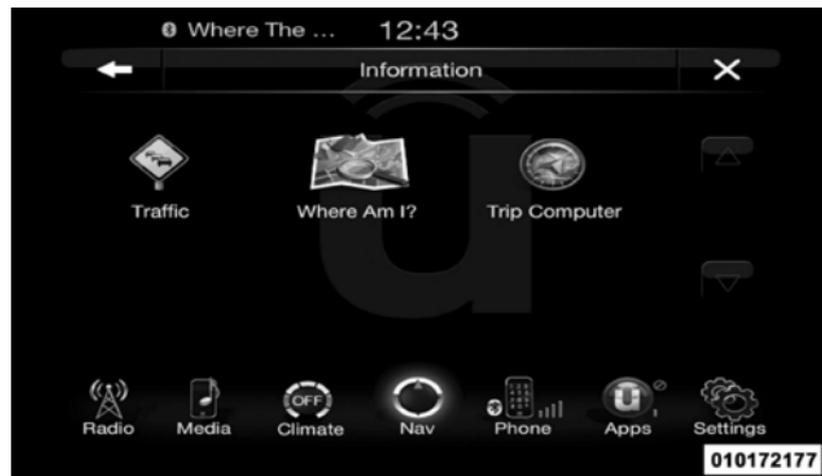 Where The ... 12:43
Information
Traffic Where Am I? Trip Computer
OFF
Radio Media Climate Nav Phone Apps Settings
010172177